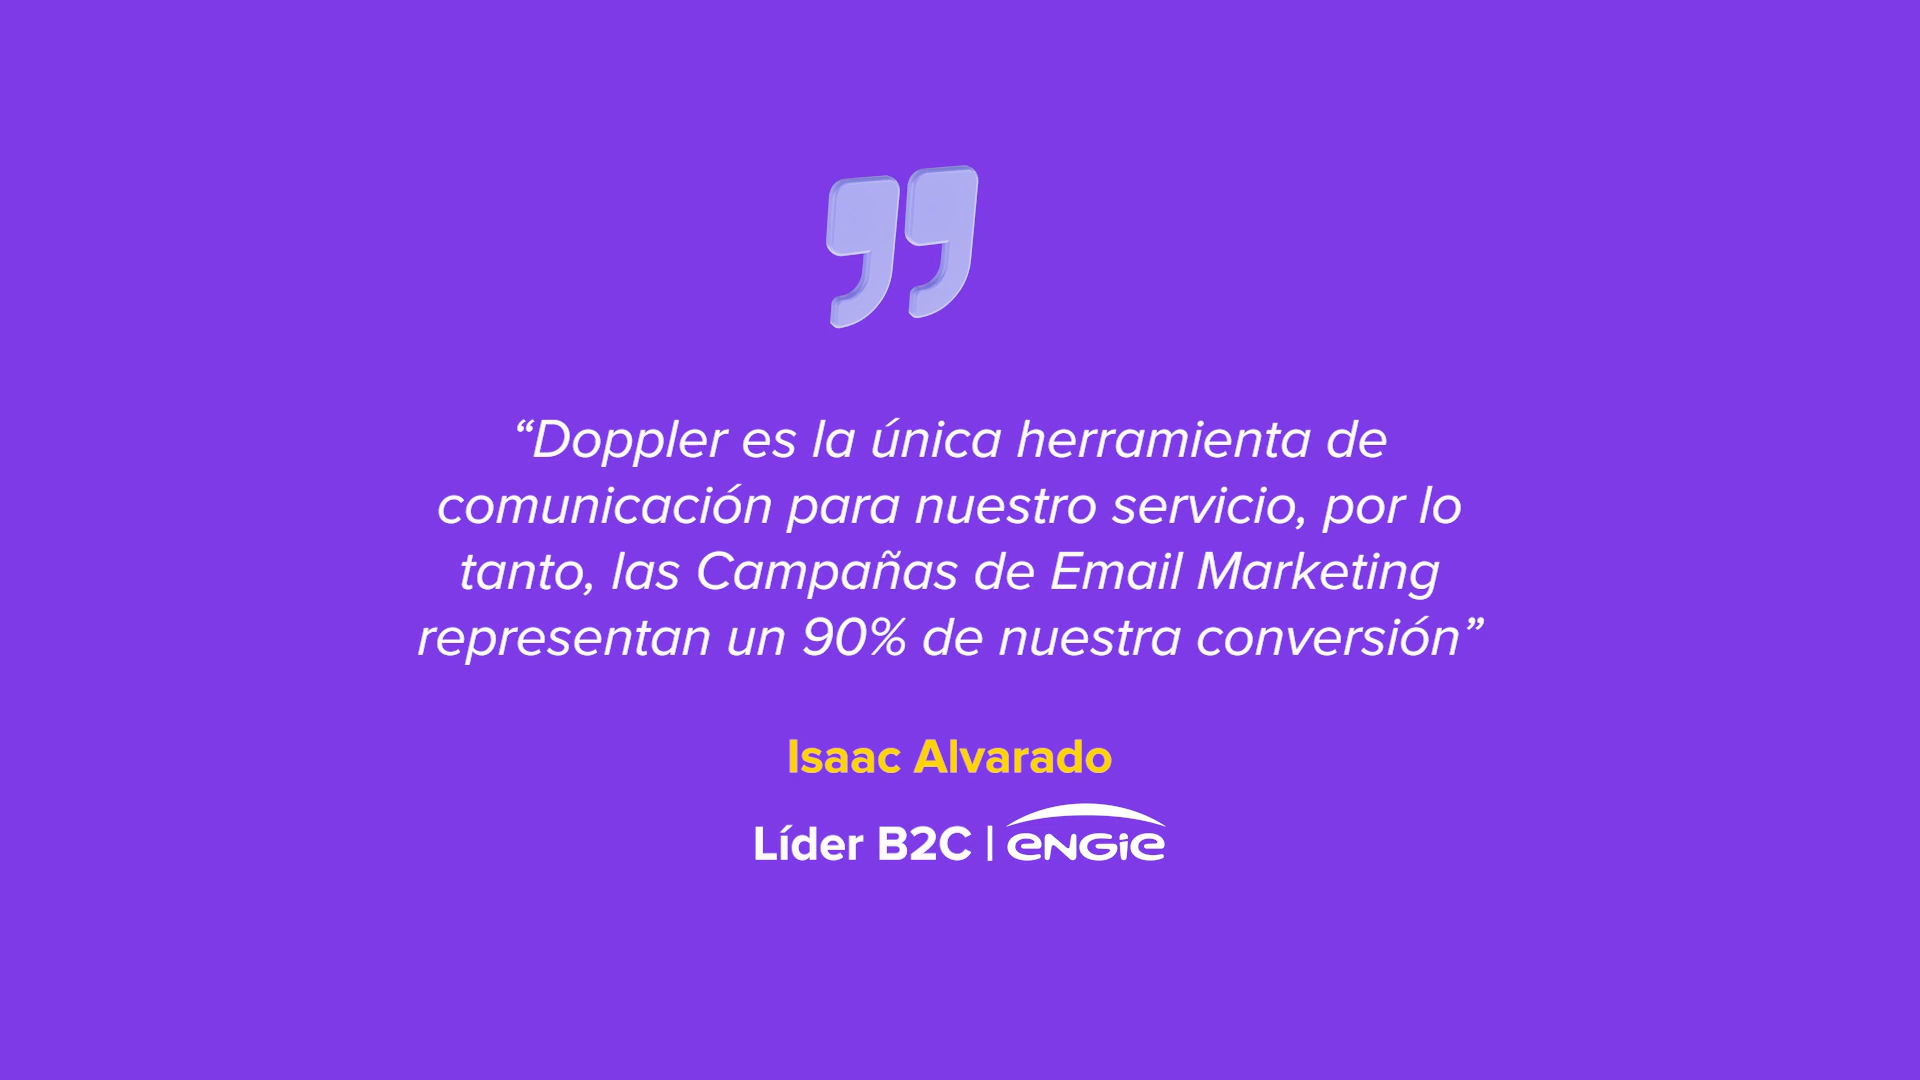 “Doppler es la única herramienta de
comunicación para nuestro servicio, por lo
tanto, las Campañas de Email Marketing
representan un 90% de nuestra conversión”
Isaac Alvarado
Líder B2C | ENGIE